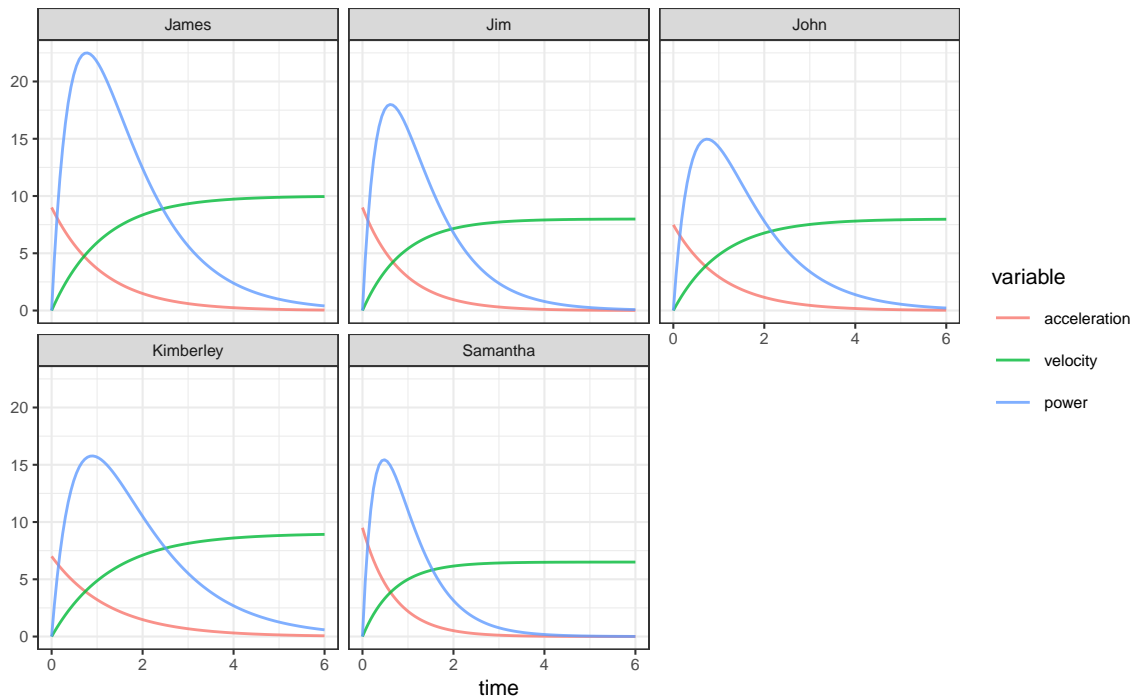 James
Jim
John
20
15
10
5
0
0 2 4 6
Kimberley
Samantha
20
15
10
5
0
0 2 4 6
0 2 4 6
time
variable
acceleration
velocity
power